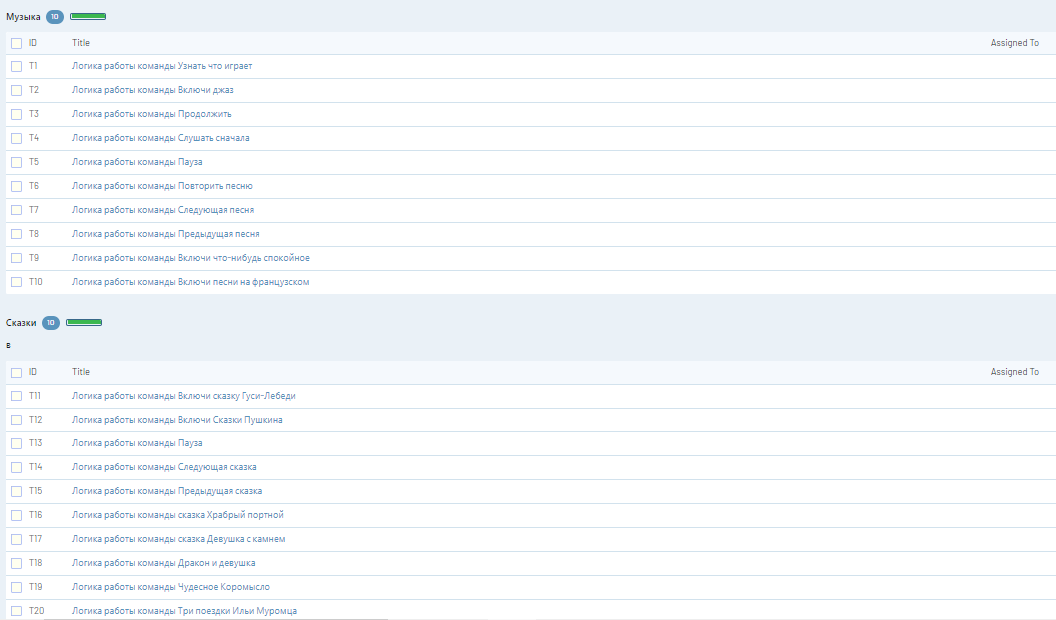 Музыка 10
ID Title Assigned To
T1 Логика работы команды Узнать что играет
T2 Логика работы команды Включи джаз
T3 Логика работы команды Продолжить
T4 Логика работы команды Слушать сначала
T5 Логика работы команды Пауза
T6 Логика работы команды Повторить песню
T7 Логика работы команды Следующая песня
T8 Логика работы команды Предыдущая песня
T9 Логика работы команды Включи что-нибудь спокойное
T10 Логика работы команды Включи песни на французском
Сказки 10
в
ID Title Assigned To
T11 Логика работы команды Включи сказку Гуси-Лебеди
T12 Логика работы команды Включи Сказки Пушкина
T13 Логика работы команды Пауза
T14 Логика работы команды Следующая сказка
T15 Логика работы команды Предыдущая сказка
T16 Логика работы команды сказка Храбрый портной
T17 Логика работы команды сказка Девушка с камнем
T18 Логика работы команды Дракон и девушка
T19 Логика работы команды Чудесное Коромысло
T20 Логика работы команды Три поездки Ильи Муромца